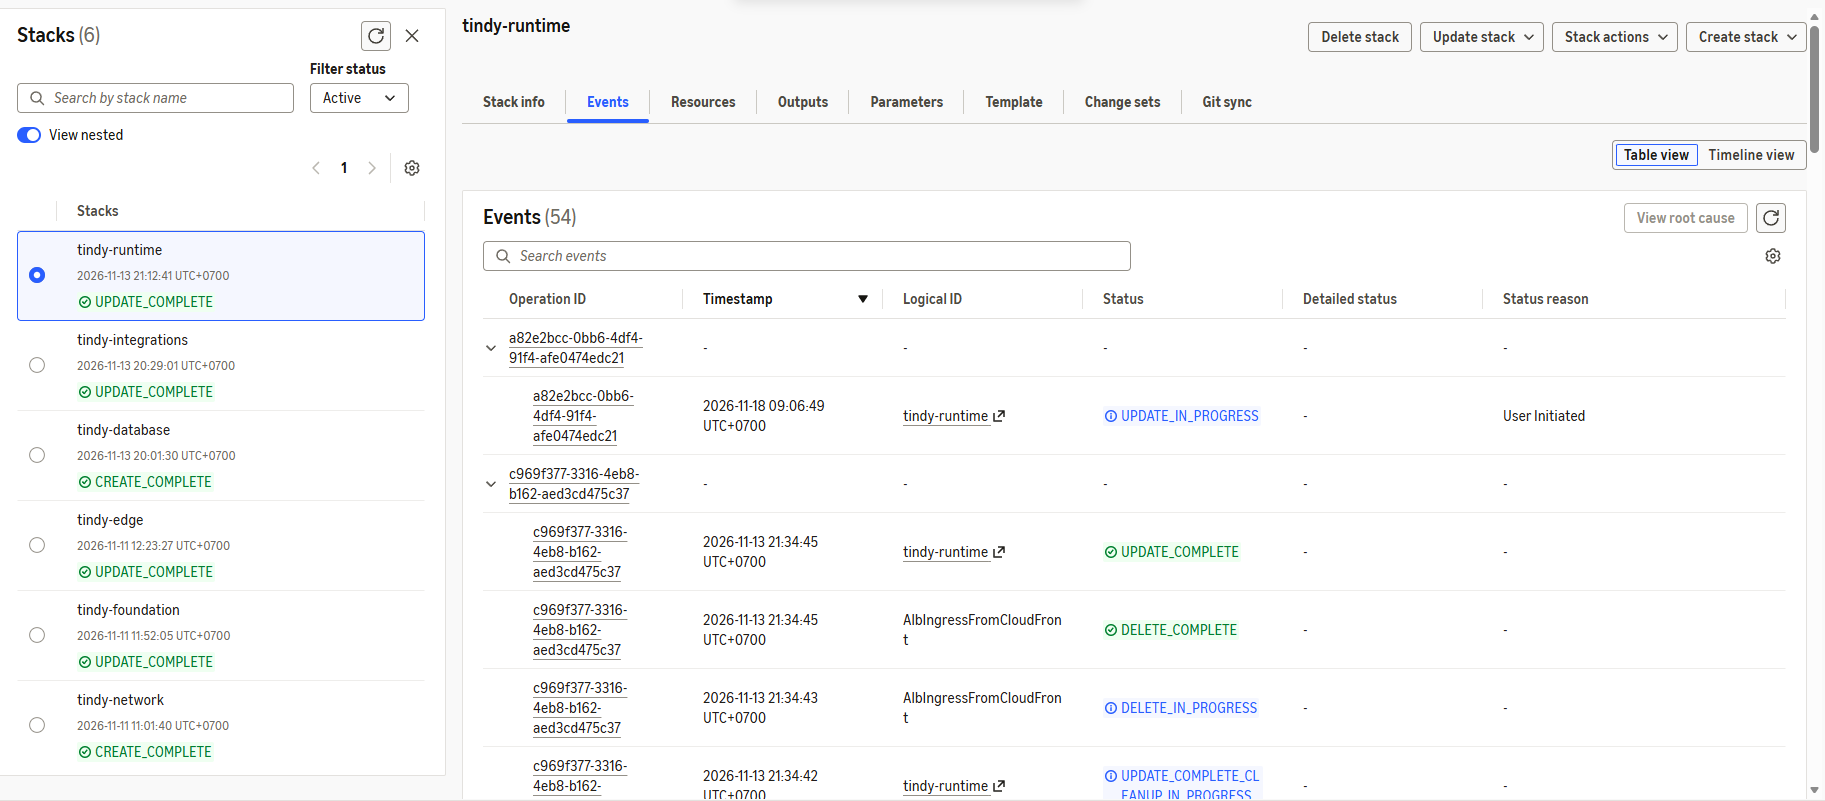 Stacks (6)
Filter status
Search by stack name
Active
View nested
1
Stacks
tindy-runtime
2026-11-13 21:12:41 UTC+0700
UPDATE_COMPLETE
tindy-integrations
2026-11-13 20:29:01 UTC+0700
UPDATE_COMPLETE
tindy-database
2026-11-13 20:01:30 UTC+0700
CREATE_COMPLETE
tindy-edge
2026-11-11 12:23:27 UTC+0700
UPDATE_COMPLETE
tindy-foundation
2026-11-11 11:52:05 UTC+0700
UPDATE_COMPLETE
tindy-network
2026-11-11 11:01:40 UTC+0700
CREATE_COMPLETE
tindy-runtime
Delete stack Update stack Stack actions Create stack
Stack info Events Resources Outputs Parameters Template Change sets Git sync
Table view Timeline view
Events (54)
View root cause
Search events
Operation ID Timestamp Logical ID Status Detailed status Status reason
a82e2bcc-0bb6-4df4-
91f4-afe0474edc21
- - - - -
a82e2bcc-0bb6-
4df4-91f4-
afe0474edc21
2026-11-18 09:06:49
UTC+0700
tindy-runtime
UPDATE_IN_PROGRESS
-
User Initiated
c969f377-3316-4eb8-
b162-aed3cd475c37
- - - - -
c969f377-3316-
4eb8-b162-
aed3cd475c37
2026-11-13 21:34:45
UTC+0700
tindy-runtime
UPDATE_COMPLETE
- -
c969f377-3316-
4eb8-b162-
aed3cd475c37
2026-11-13 21:34:45
UTC+0700
AlbIngressFromCloudFron
t
DELETE_COMPLETE
- -
c969f377-3316-
4eb8-b162-
aed3cd475c37
2026-11-13 21:34:43
UTC+0700
AlbIngressFromCloudFron
t
DELETE_IN_PROGRESS
- -
c969f377-3316-
4eb8-b162-
2026-11-13 21:34:42
UTC+0700
tindy-runtime
UPDATE_COMPLETE_CL
EANUP_IN_PROGRESS
- -